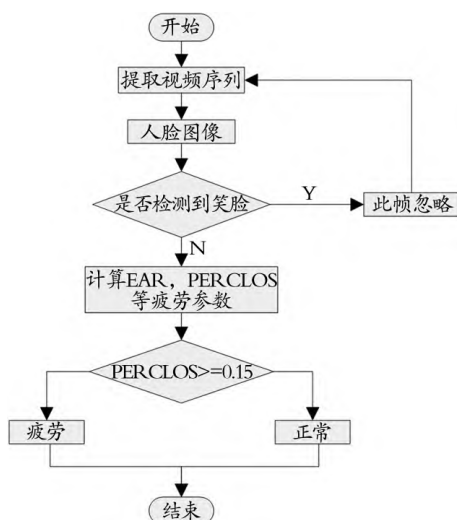 开始
提取视频序列
人脸图像
是否检测到笑脸
Y
此帧忽略
N
计算EAR，PERCLOS
等疲劳参数
PERCLOS>=0.15
疲劳
正常
结束